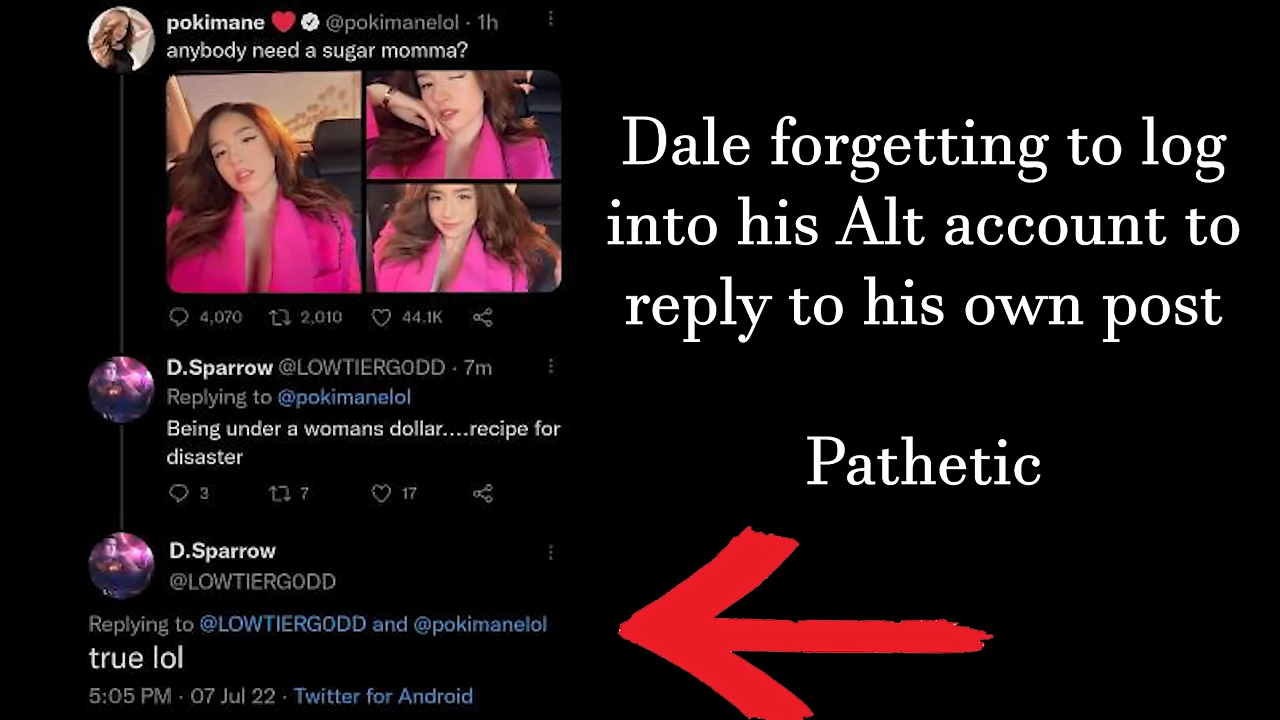 pokimane @pokimanelol · 1h
anybody need a sugar momma?
4,070 2,010 44.1K
D.Sparrow @LOWTIERG0DD · 7m
Replying to @pokimanelol
Being under a womans dollar....recipe for
disaster
3 7 17
D.Sparrow
@LOWTIERG0DD
Replying to @LOWTIERG0DD and @pokimanelol
true lol
5:05 PM · 07 Jul 22 · Twitter for Android
Dale forgetting to log
into his Alt account to
reply to his own post
Pathetic